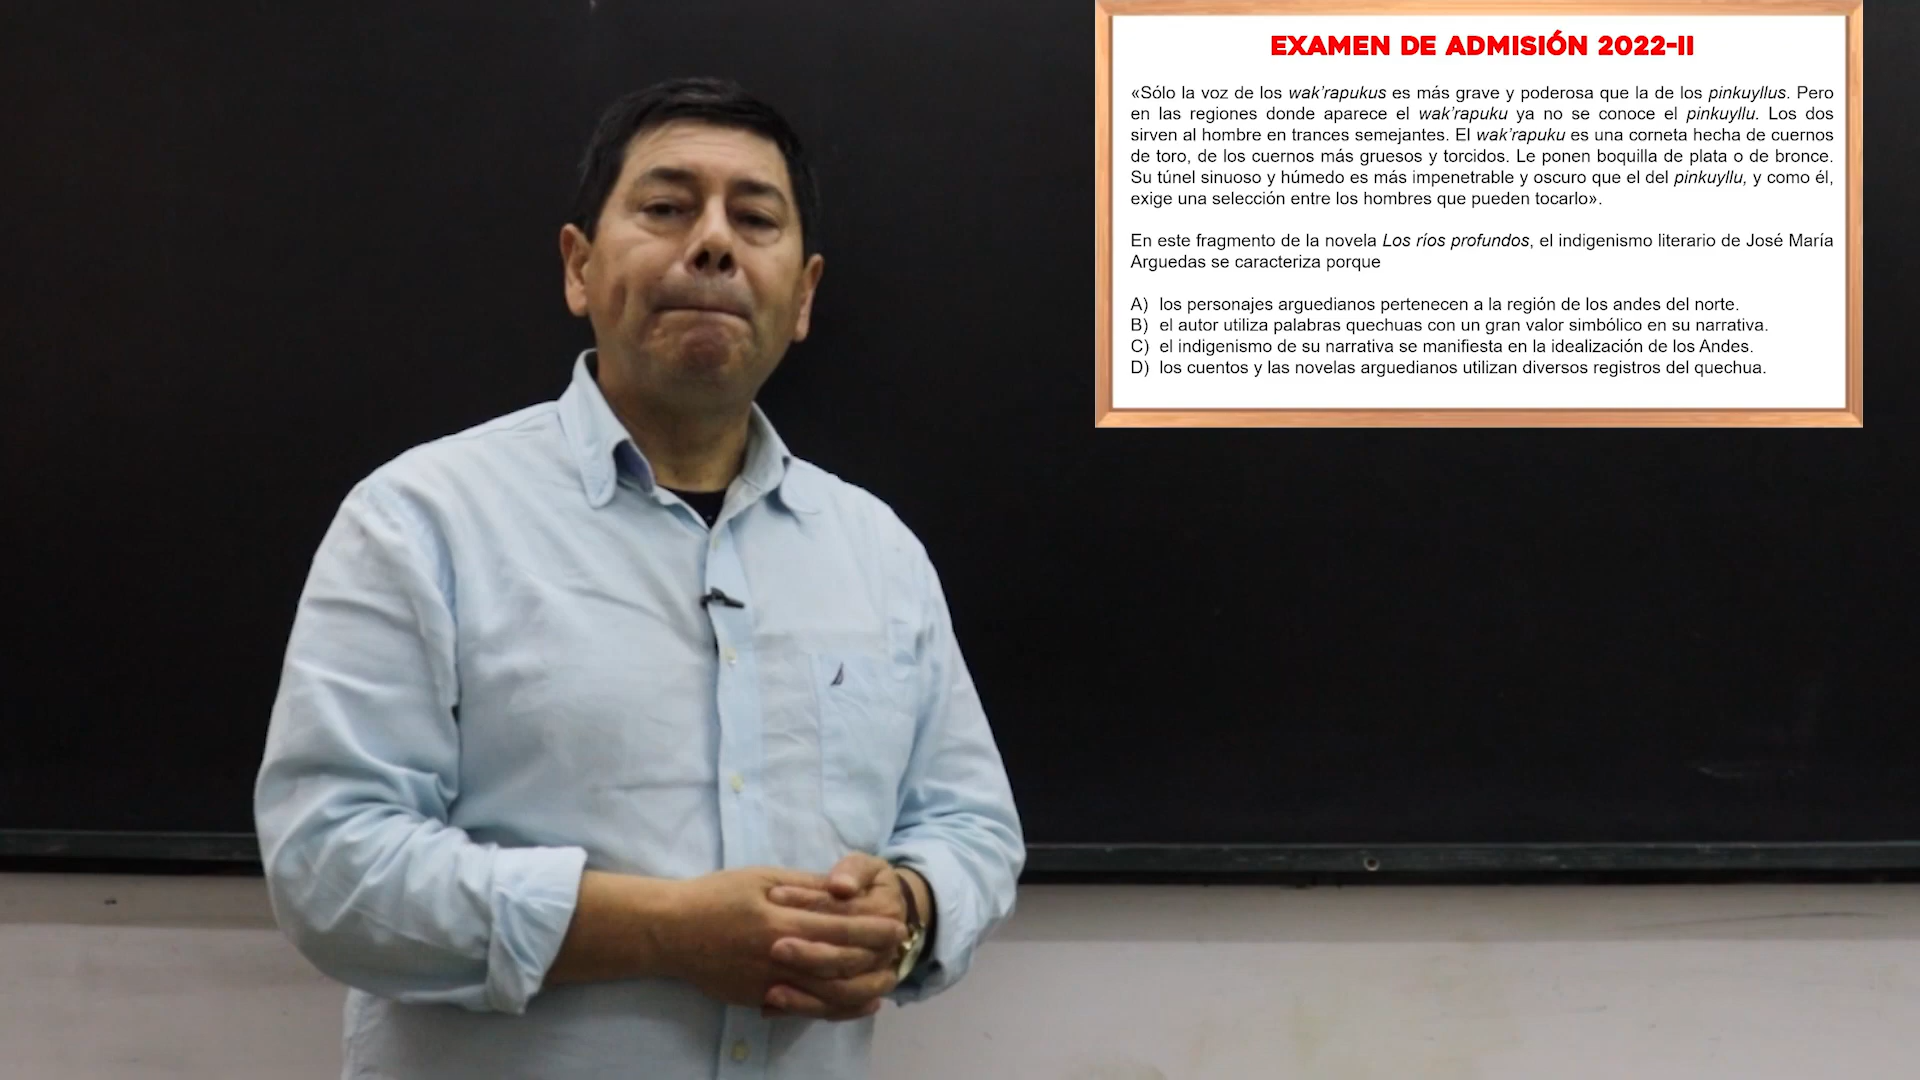 EXAMEN DE ADMISIÓN 2022-II
«Sólo la voz de los wak’rapukus es más grave y poderosa que la de los pinkuyllus. Pero
en las regiones donde aparece el wak’rapuku ya no se conoce el pinkuyllu. Los dos
sirven al hombre en trances semejantes. El wak’rapuku es una corneta hecha de cuernos
de toro, de los cuernos más gruesos y torcidos. Le ponen boquilla de plata o de bronce.
Su túnel sinuoso y húmedo es más impenetrable y oscuro que el del pinkuyllu, y como él,
exige una selección entre los hombres que pueden tocarlo».
En este fragmento de la novela Los ríos profundos, el indigenismo literario de José María
Arguedas se caracteriza porque
A) los personajes arguedianos pertenecen a la región de los andes del norte.
B) el autor utiliza palabras quechuas con un gran valor simbólico en su narrativa.
C) el indigenismo de su narrativa se manifiesta en la idealización de los Andes.
D) los cuentos y las novelas arguedianos utilizan diversos registros del quechua.